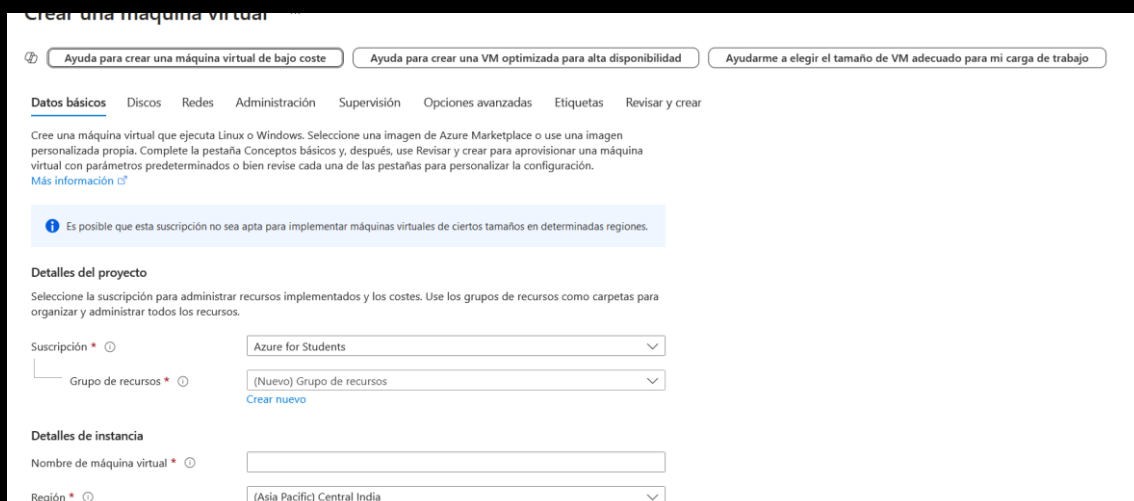 Crear una máquina virtual
Ayuda para crear una máquina virtual de bajo coste
Ayuda para crear una VM optimizada para alta disponibilidad
Ayudarme a elegir el tamaño de VM adecuado para mi carga de trabajo
Datos básicos Discos Redes Administración Supervisión Opciones avanzadas Etiquetas Revisar y crear
Cree una máquina virtual que ejecuta Linux o Windows. Seleccione una imagen de Azure Marketplace o use una imagen
personalizada propia. Complete la pestaña Conceptos básicos y, después, use Revisar y crear para aprovisionar una máquina
virtual con parámetros predeterminados o bien revise cada una de las pestañas para personalizar la configuración.
Más información
Es posible que esta suscripción no sea apta para implementar máquinas virtuales de ciertos tamaños en determinadas regiones.
Detalles del proyecto
Seleccione la suscripción para administrar recursos implementados y los costes. Use los grupos de recursos como carpetas para
organizar y administrar todos los recursos.
Suscripción * Azure for Students
Grupo de recursos * (Nuevo) Grupo de recursos
Crear nuevo
Detalles de instancia
Nombre de máquina virtual *
Región * (Asia Pacific) Central India